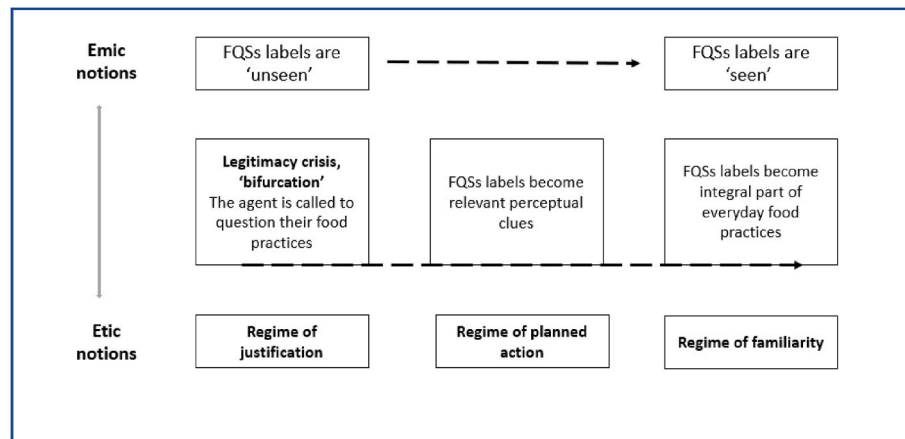 Emic
notions
FQSs labels are
‘unseen’
FQSs labels are
‘seen’
Legitimacy crisis,
‘bifurcation’
The agent is called to
question their food
practices
FQSs labels become
relevant perceptual
clues
FQSs labels become
integral part of
everyday food
practices
Etic
notions
Regime of
justification
Regime of planned
action
Regime of familiarity